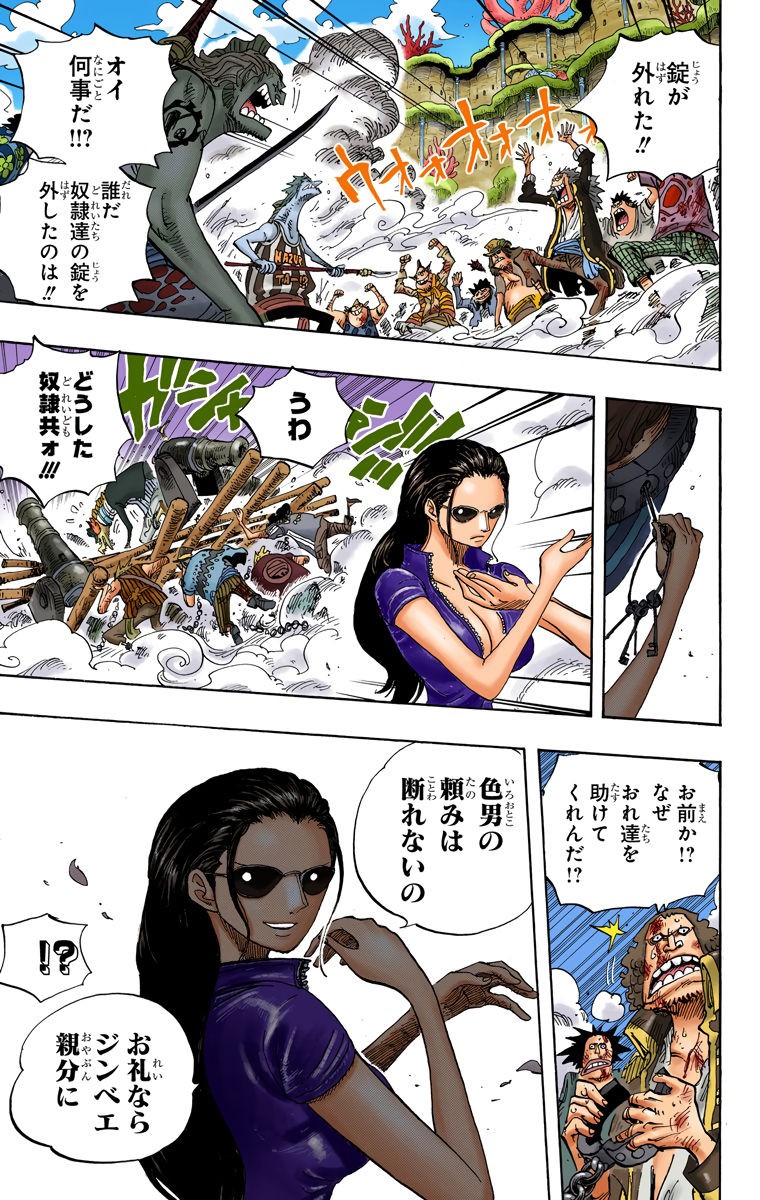 錠が
外れた!!
ウオオオオオオォ
オイ
何事だ
!!?
誰だ
奴隷達の錠を
外したのは!!
ガシャアン!!!
うわ
どうした
奴隷共ォ!!!
お前か!?
なぜ
おれ達を
助けて
くれんだ!?
色男の
頼みは
断れないの
!?
お礼なら
ジンベエ
親分に